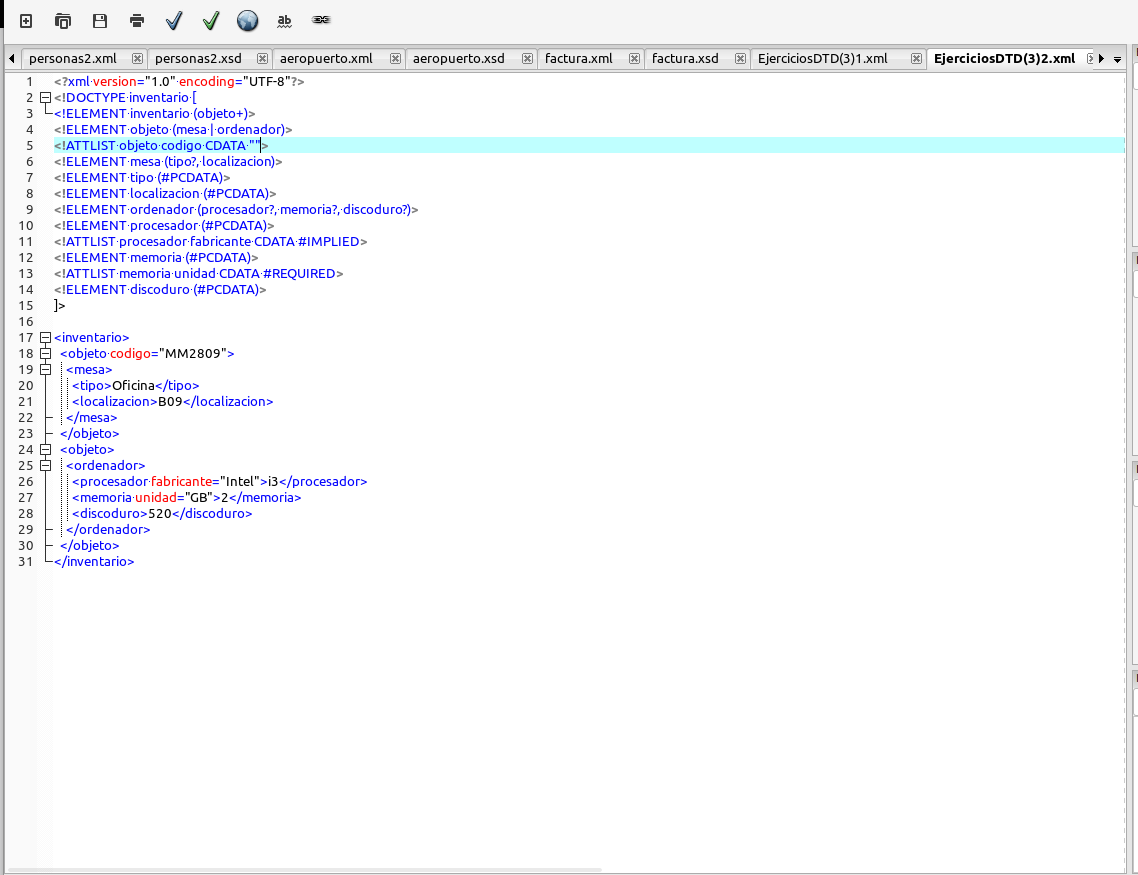 personas2.xml personas2.xsd aeropuerto.xml aeropuerto.xsd factura.xml factura.xsd EjerciciosDTD(3)1.xml EjerciciosDTD(3)2.xml
1 <?xml version="1.0" encoding="UTF-8"?>
2 <!DOCTYPE inventario [
3 <!ELEMENT inventario (objeto+)>
4 <!ELEMENT objeto (mesa | ordenador)>
5 <!ATTLIST objeto codigo CDATA "">
6 <!ELEMENT mesa (tipo?, localizacion)>
7 <!ELEMENT tipo (#PCDATA)>
8 <!ELEMENT localizacion (#PCDATA)>
9 <!ELEMENT ordenador (procesador?, memoria?, discoduro?)>
10 <!ELEMENT procesador (#PCDATA)>
11 <!ATTLIST procesador fabricante CDATA #IMPLIED>
12 <!ELEMENT memoria (#PCDATA)>
13 <!ATTLIST memoria unidad CDATA #REQUIRED>
14 <!ELEMENT discoduro (#PCDATA)>
15 ]>
16
17 <inventario>
18 <objeto codigo="MM2809">
19 <mesa>
20 <tipo>Oficina</tipo>
21 <localizacion>B09</localizacion>
22 </mesa>
23 </objeto>
24 <objeto>
25 <ordenador>
26 <procesador fabricante="Intel">i3</procesador>
27 <memoria unidad="GB">2</memoria>
28 <discoduro>520</discoduro>
29 </ordenador>
30 </objeto>
31 </inventario>